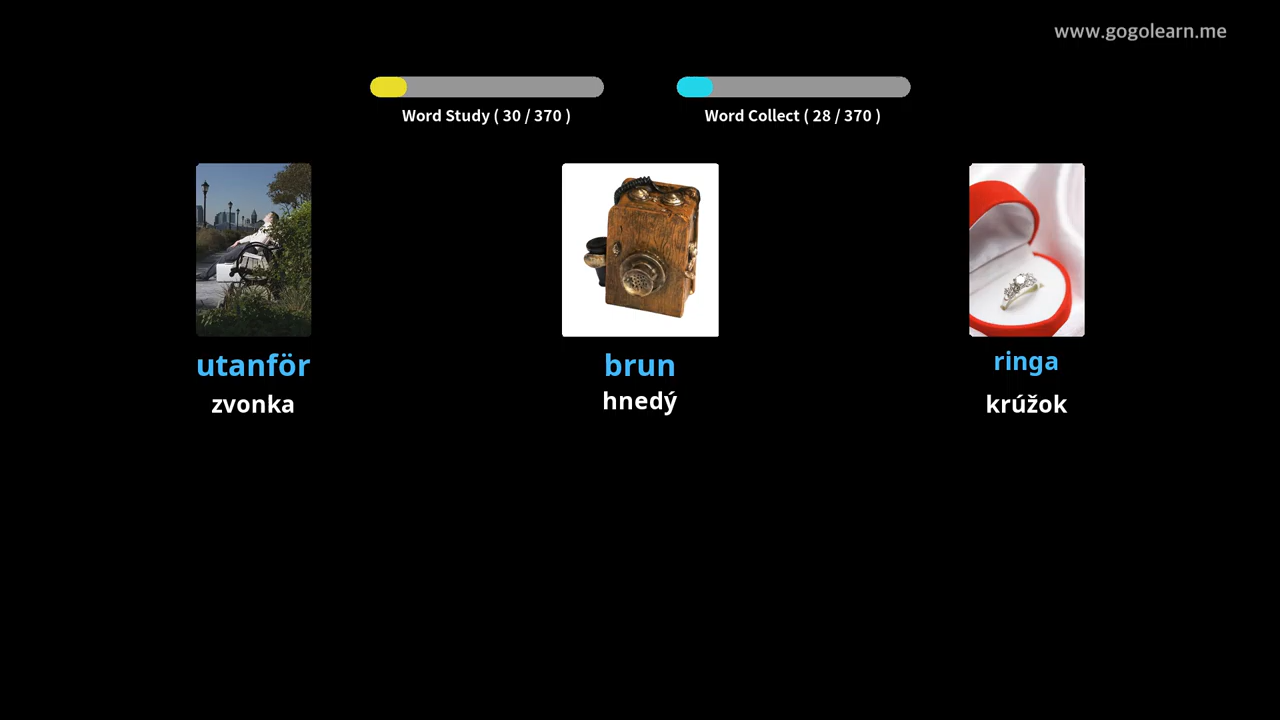 www.gogolearn.me
Word Study ( 30 / 370 )
Word Collect ( 28 / 370 )
utanför
brun
ringa
zvonka
hnedý
krúžok